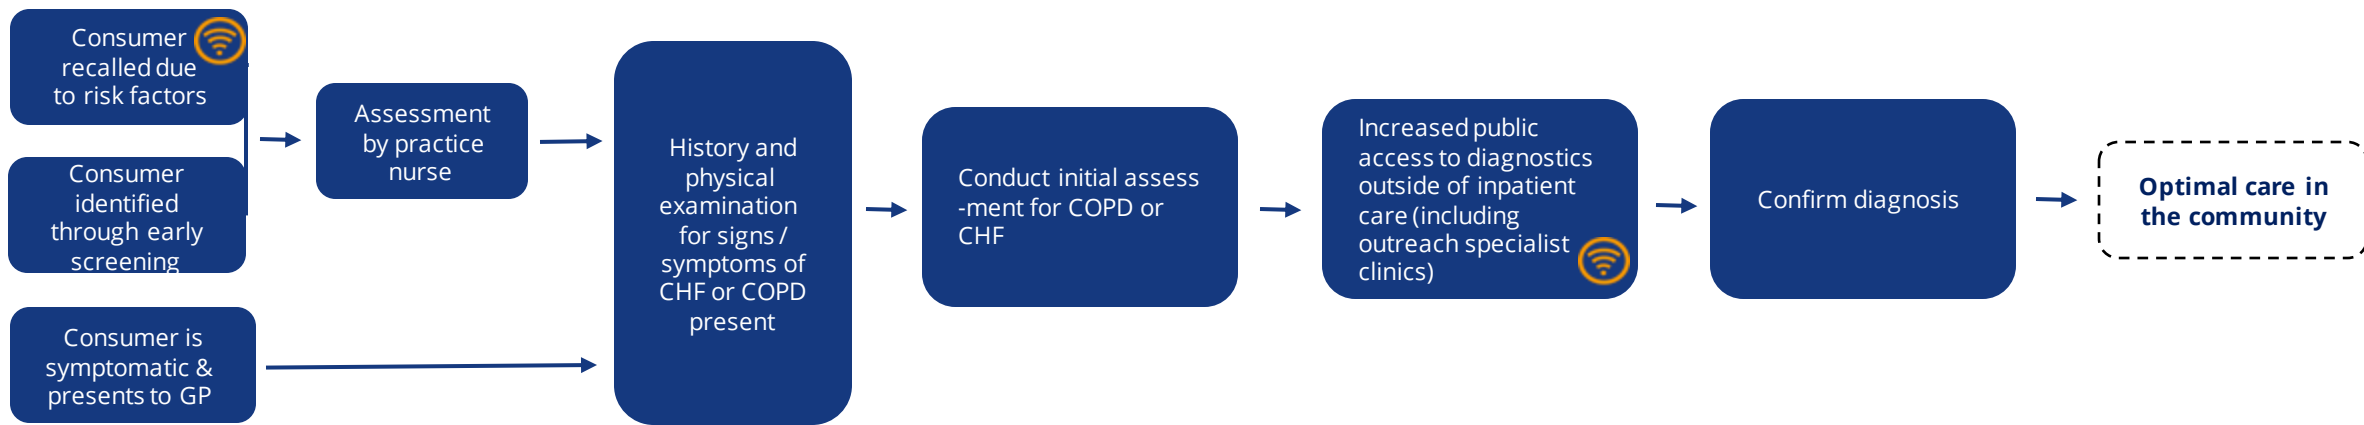 Consumer
recalled due
to risk factors
Consumer
identified
through early
screening
Consumer is
symptomatic &
presents to GP
Assessment
by practice
nurse
History and
physical
examination
for signs /
symptoms of
CHF or COPD
present
Conduct initial assess
-ment for COPD or
CHF
Increased public
access to diagnostics
outside of inpatient
care (including
outreach specialist
clinics)
Confirm diagnosis
Optimal care in
the community